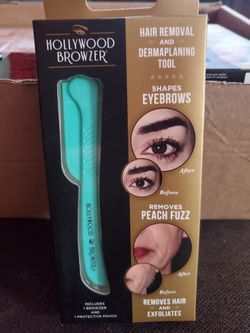 HOLLYWOOD
BROWZER
HAIR REMOVAL
AND
DERMAPLANING
TOOL
SHAPES
EYEBROWS
After
Before
REMOVES
PEACH FUZZ
After
Before
REMOVES HAIR
AND
EXFOLIATES
HOLLYWOOD BROWZER
INCLUDES
1 BROWZER AND
1 PROTECTIVE POUCH